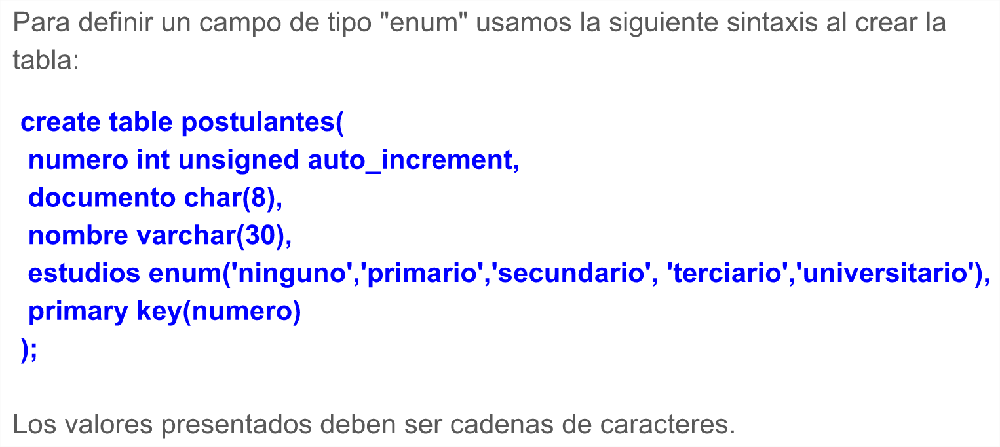 Para definir un campo de tipo "enum" usamos la siguiente sintaxis al crear la
tabla:
create table postulantes(
numero int unsigned auto_increment,
documento char(8),
nombre varchar(30),
estudios enum('ninguno','primario','secundario', 'terciario','universitario'),
primary key(numero)
);
Los valores presentados deben ser cadenas de caracteres.